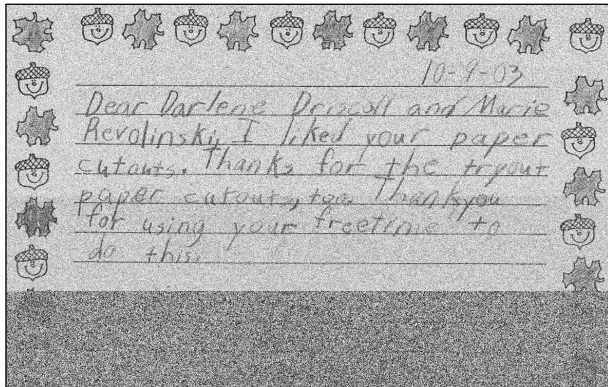 10-9-03
Dear Darlene Driscoll and Marie
Revolinski, I liked your paper
cutouts. Thanks for the tryout
paper cutouts, too. Thankyou
for using your freetime to
do this.